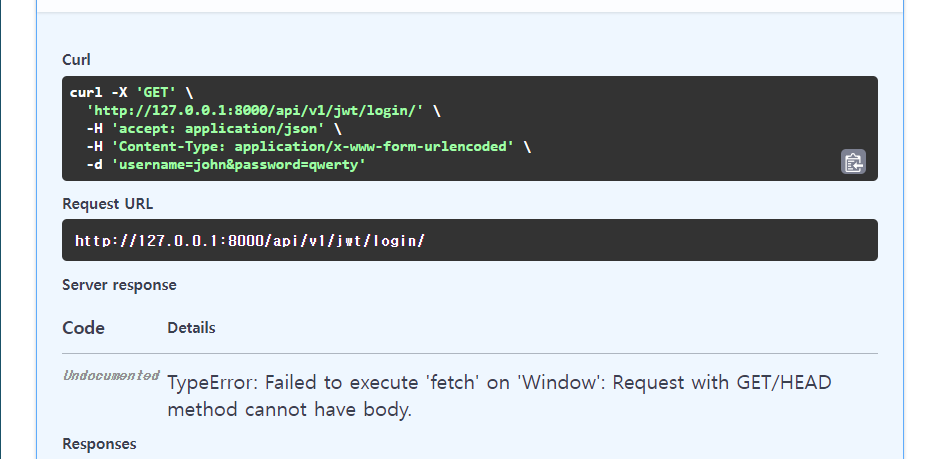 Curl
curl -X 'GET' \
'http://127.0.0.1:8000/api/v1/jwt/login/' \
-H 'accept: application/json' \
-H 'Content-Type: application/x-www-form-urlencoded' \
-d 'username=john&password=qwerty'
Request URL
http://127.0.0.1:8000/api/v1/jwt/login/
Server response
Code Details
Undocumented TypeError: Failed to execute 'fetch' on 'Window': Request with GET/HEAD
method cannot have body.
Responses